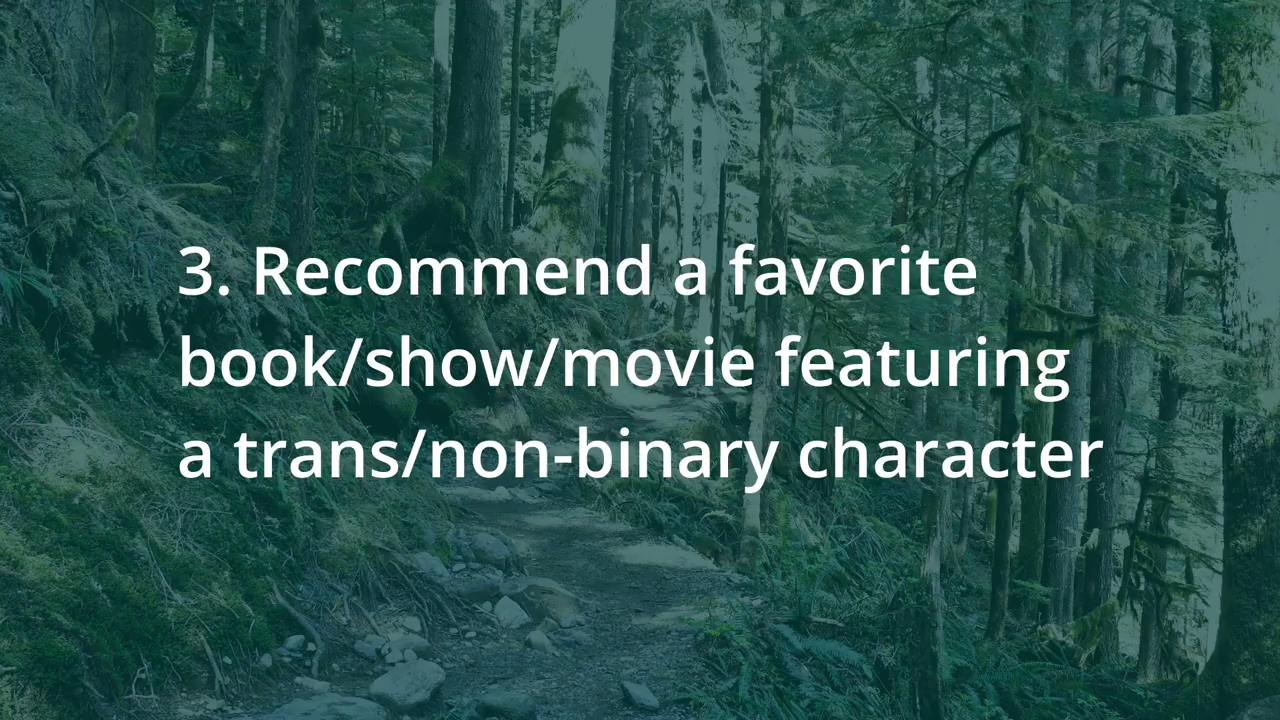 3. Recommend a favorite
book/show/movie featuring
a trans/non-binary character